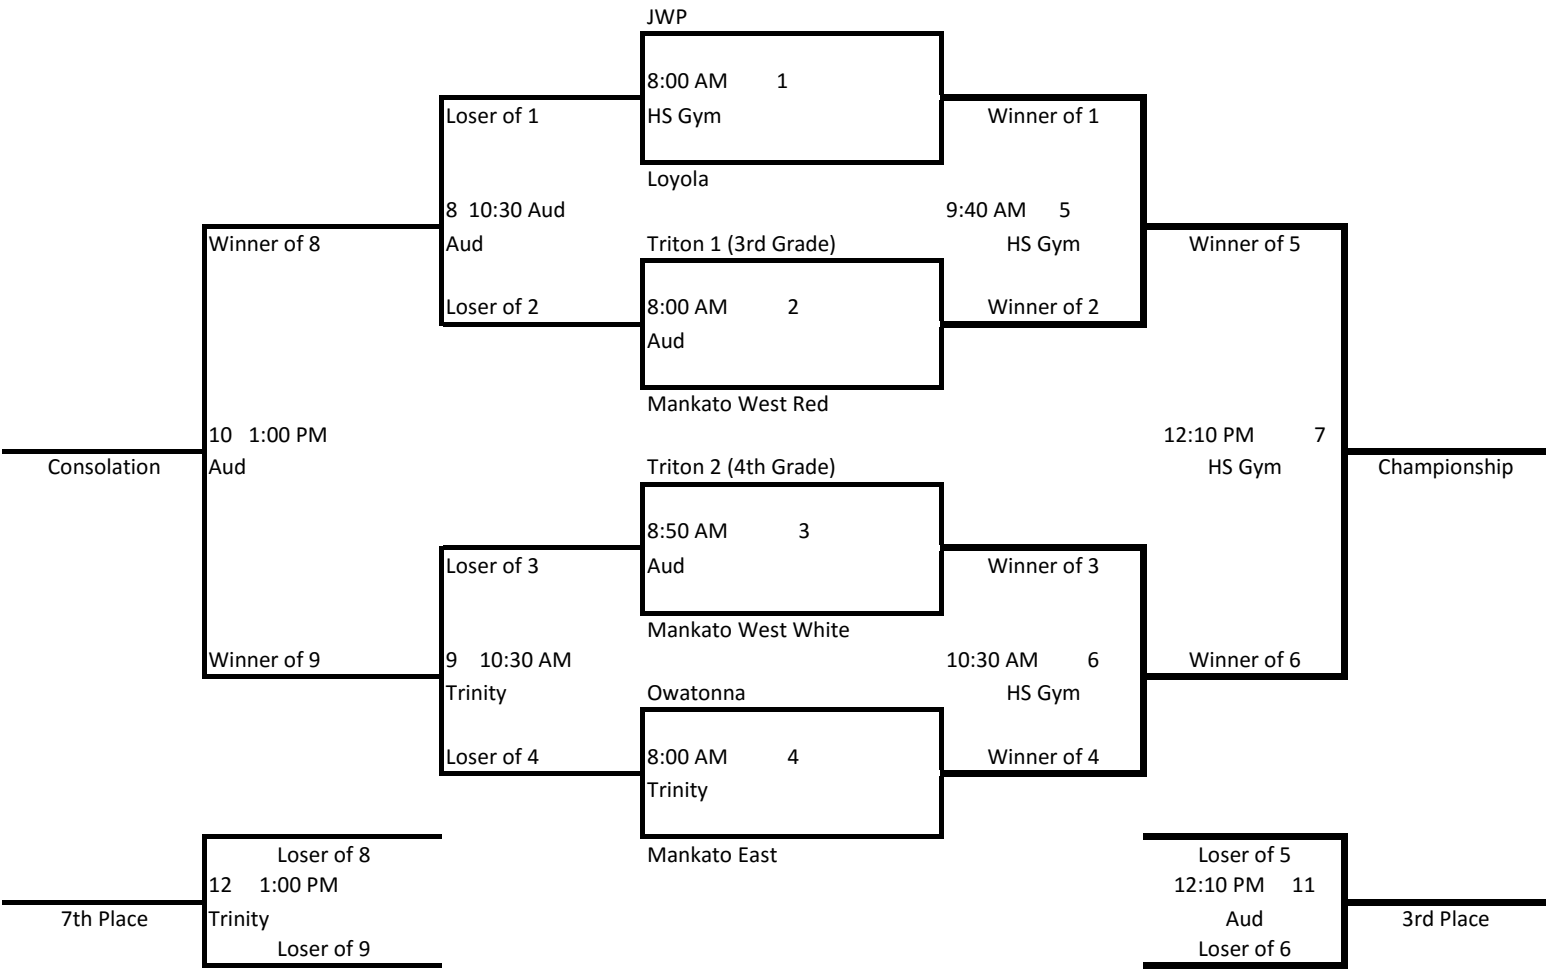 JWP
8:00 AM 1
Loser of 1 HS Gym Winner of 1
Loyola
8 10:30 Aud 9:40 AM 5
Winner of 8 Aud Triton 1 (3rd Grade) HS Gym Winner of 5
Loser of 2 8:00 AM 2 Winner of 2
Aud
Mankato West Red
10 1:00 PM 12:10 PM 7
Consolation Aud Triton 2 (4th Grade) HS Gym Championship
8:50 AM 3
Loser of 3 Aud Winner of 3
Mankato West White
Winner of 9 9 10:30 AM 10:30 AM 6 Winner of 6
Trinity Owatonna HS Gym
Loser of 4 8:00 AM 4 Winner of 4
Trinity
Loser of 8 Mankato East Loser of 5
12 1:00 PM 12:10 PM 11
7th Place Trinity Aud 3rd Place
Loser of 9 Loser of 6